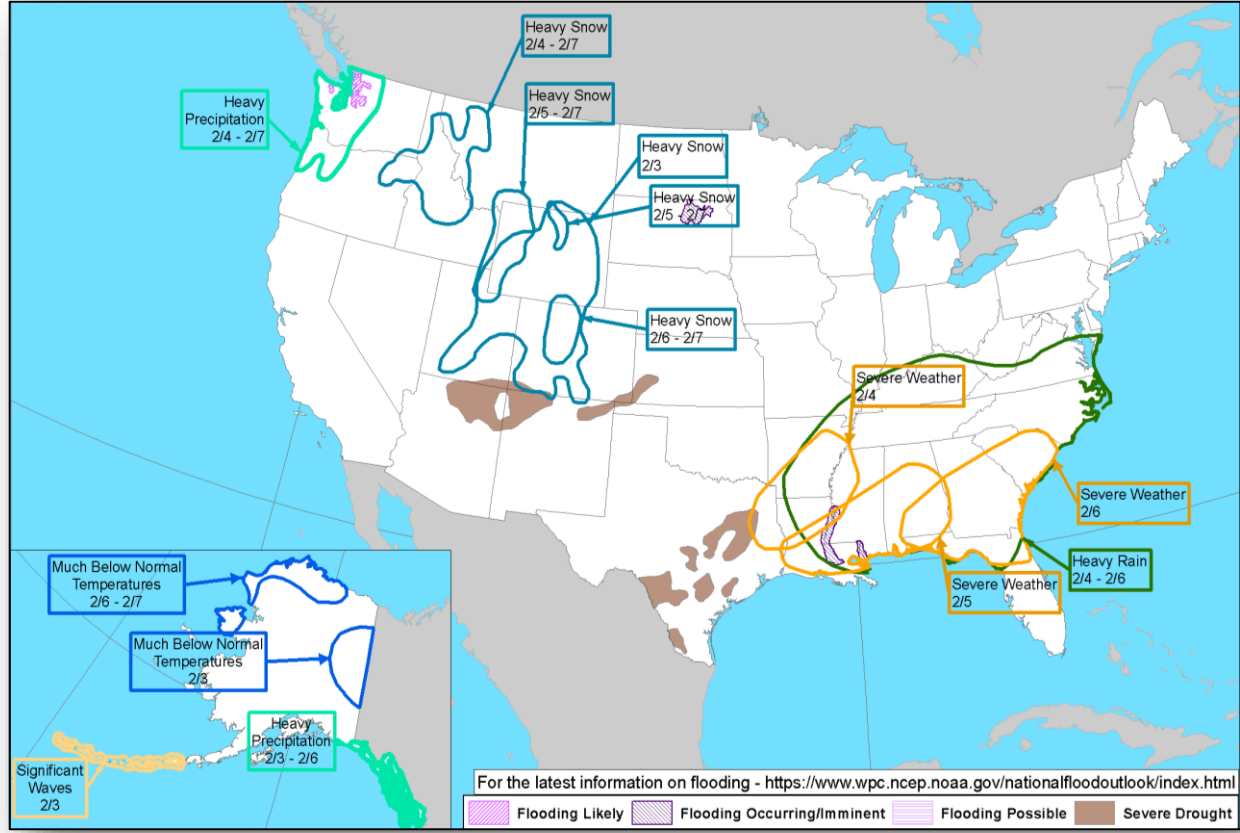 Heavy Snow
2/4 - 2/7
Heavy Snow
2/5 - 2/7
Heavy
Precipitation
2/4 - 2/7
Heavy Snow
2/3
Heavy Snow
2/5 - 2/7
Heavy Snow
2/6 - 2/7
Severe Weather
2/4
Severe Weather
2/6
Heavy Rain
2/4 - 2/6
Severe Weather
2/5
Much Below Normal
Temperatures
2/6 - 2/7
Much Below Normal
Temperatures
2/3
Heavy
Precipitation
2/3 - 2/6
Significant
Waves
2/3
For the latest information on flooding - https://www.wpc.ncep.noaa.gov/nationalfloodoutlook/index.html
Flooding Likely Flooding Occurring/Imminent Flooding Possible Severe Drought